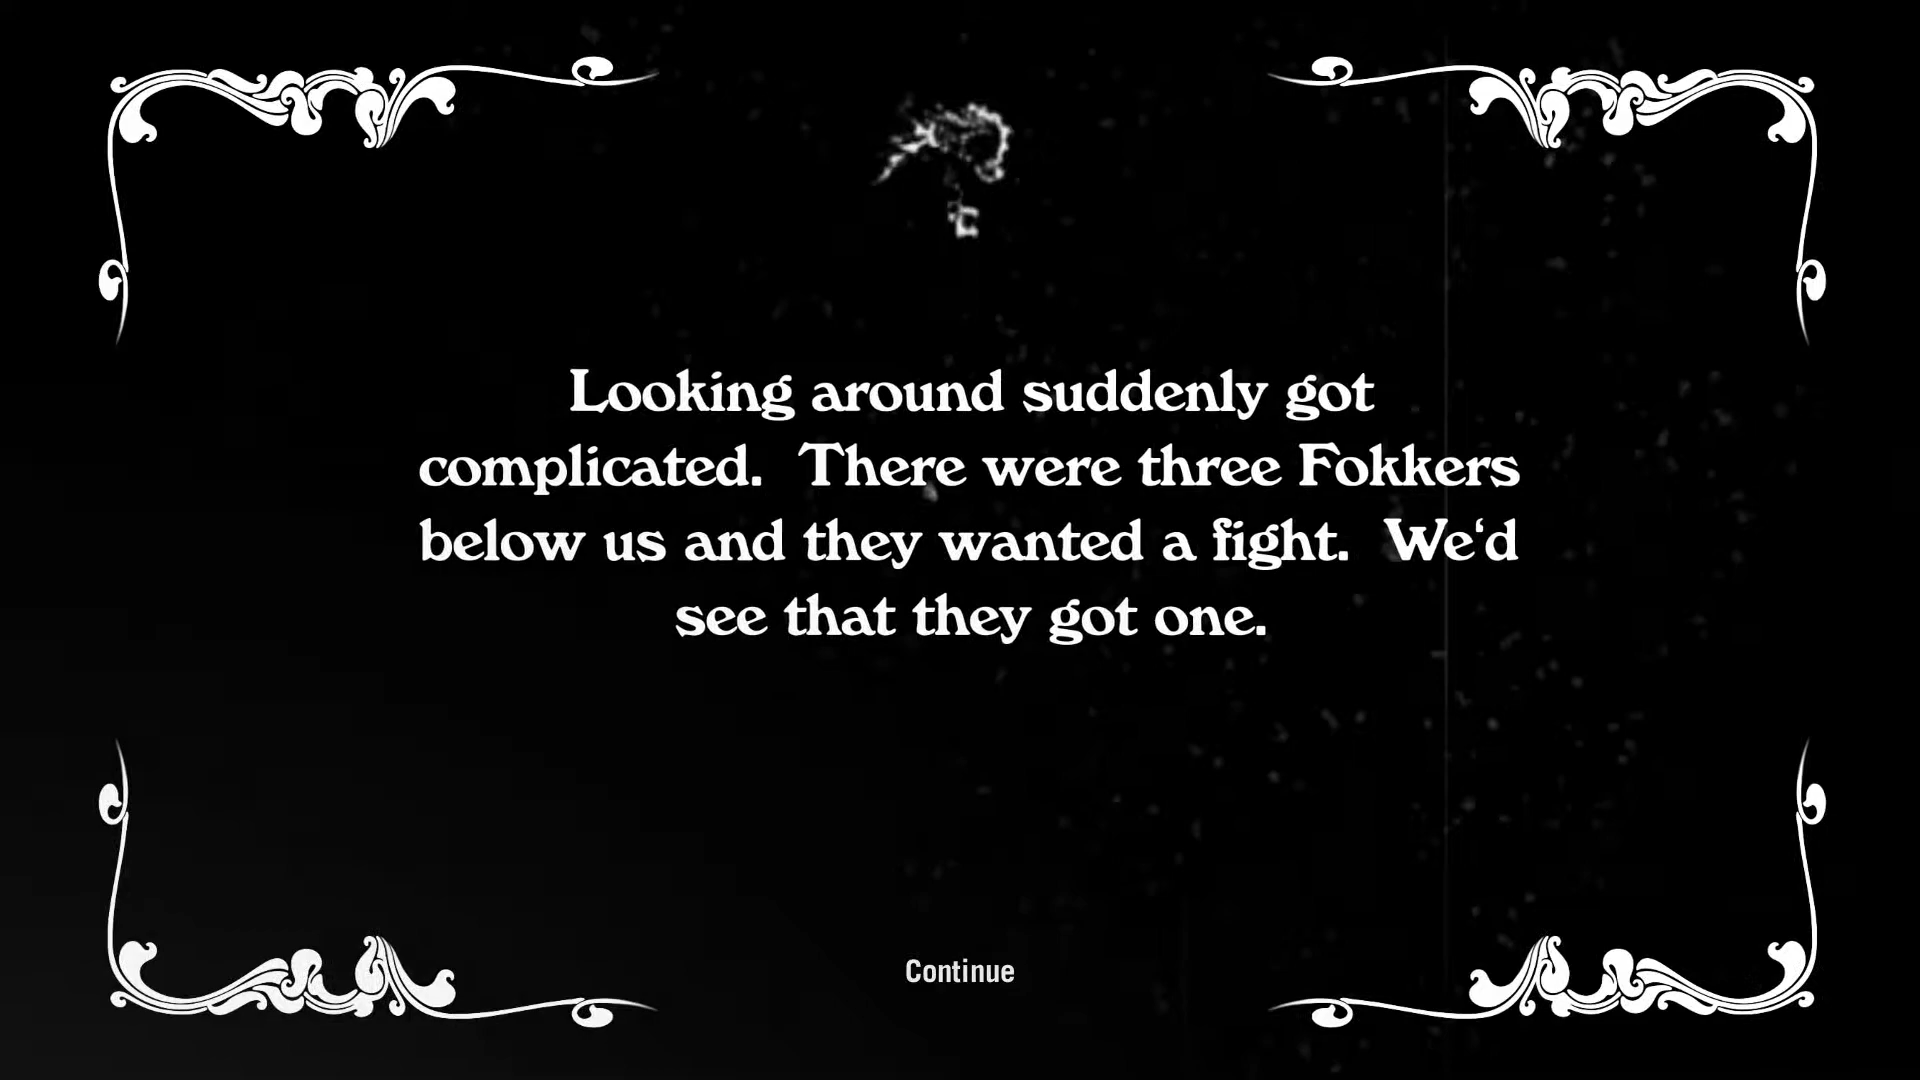 Looking around suddenly got
complicated.  There were three Fokkers
below us and they wanted a fight.  We‘d
see that they got one.
Continue